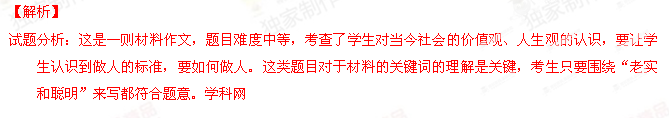 【解析】
试题分析：这是一则材料作文，题目难度中等，考查了学生对当今社会的价值观、人生观的认识，要让学
生认识到做人的标准，要如何做人。这类题目对于材料的关键词的理解是关键，考生只要围绕“老实
和聪明”来写都符合题意。学科网
独家制作